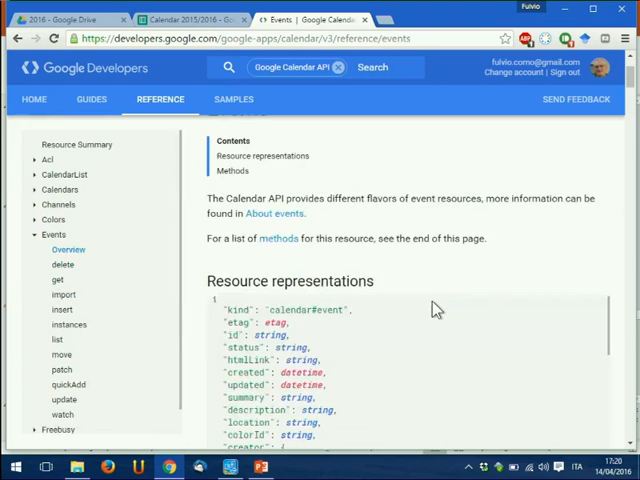 Fulvio
2016 - Google Drive
Calendar 2015/2016 - Go
Events | Google Calenda
https://developers.google.com/google-apps/calendar/v3/reference/events
Google Developers
Google Calendar API
Search
fulvio.corno@gmail.com
Change account | Sign out
HOME
GUIDES
REFERENCE
SAMPLES
SEND FEEDBACK
Resource Summary
Acl
CalendarList
Calendars
Channels
Colors
Events
Overview
delete
get
import
insert
instances
list
move
patch
quickAdd
update
watch
Freebusy
Contents
Resource representations
Methods
The Calendar API provides different flavors of event resources, more information can be
found in About events.
For a list of methods for this resource, see the end of this page.
Resource representations
{
"kind": "calendar#event",
"etag": etag,
"id": string,
"status": string,
"htmlLink": string,
"created": datetime,
"updated": datetime,
"summary": string,
"description": string,
"location": string,
"colorId": string,
"creator": {
ITA
17:20
14/04/2016